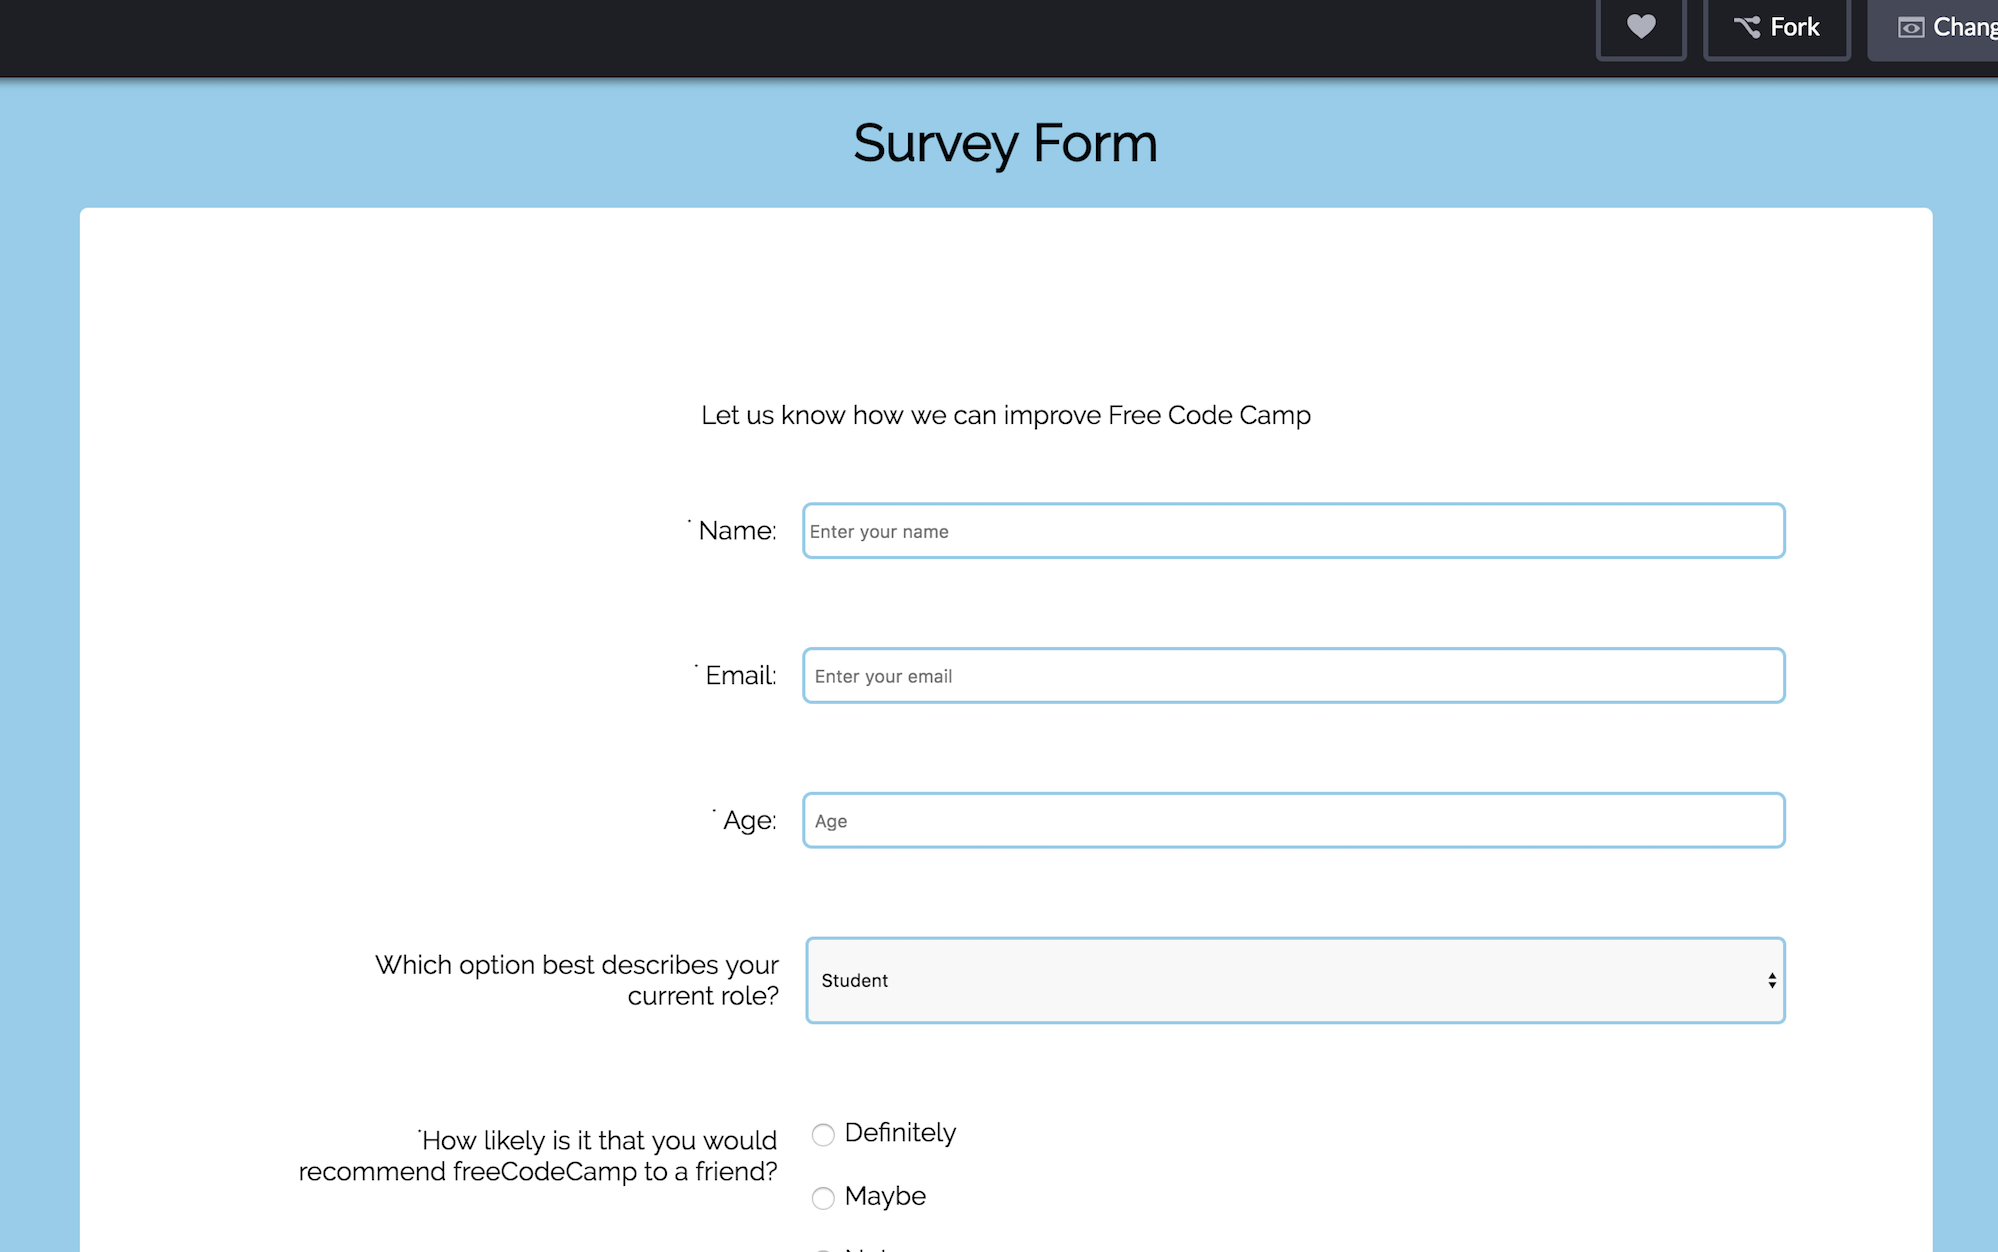 Fork
Chang
Survey Form
Let us know how we can improve Free Code Camp
* Name:
Enter your name
* Email:
Enter your email
* Age:
Age
Which option best describes your
current role?
Student
*How likely is it that you would
recommend freeCodeCamp to a friend?
Definitely
Maybe